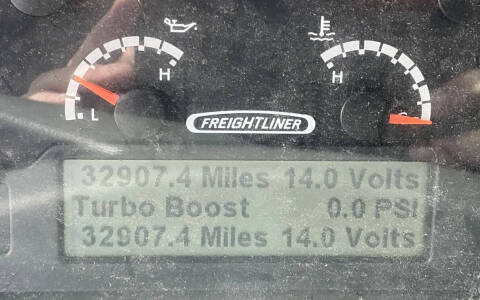 H
H
L
FREIGHTLINER
32907.4 Miles 14.0 Volts
Turbo Boost 0.0 PSI
32907.4 Miles 14.0 Volts